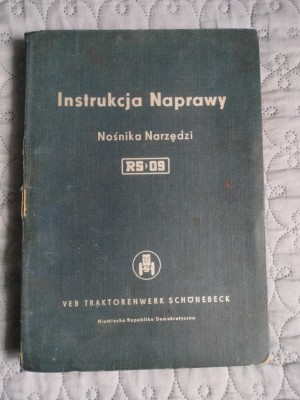 Instrukcja Naprawy
Nośnika Narzędzi
RS 09
VEB TRAKTORENWERK SCHÖNEBECK
Niemiecka Republika Demokratyczna